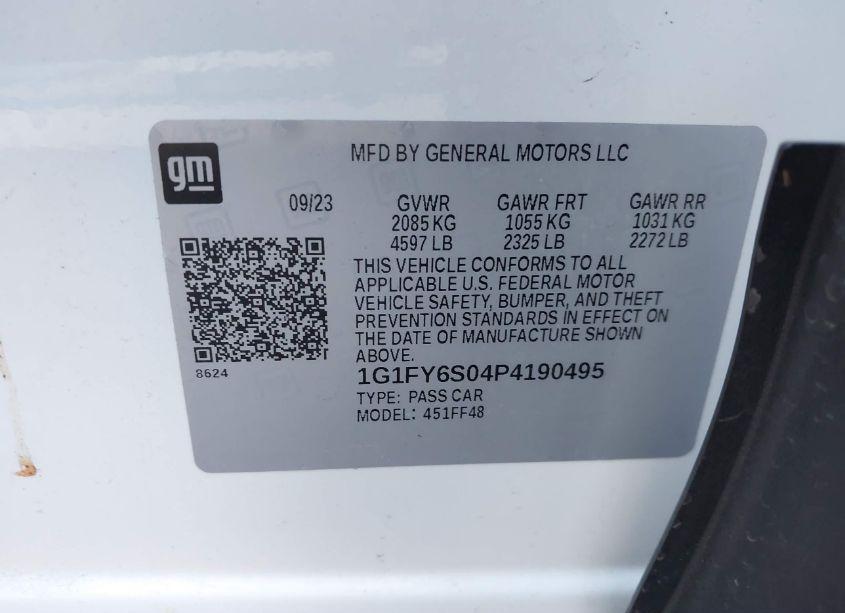 gm
MFD BY GENERAL MOTORS LLC
09/23 GVWR GAWR FRT GAWR RR
2085 KG 1055 KG 1031 KG
4597 LB 2325 LB 2272 LB
THIS VEHICLE CONFORMS TO ALL
APPLICABLE U.S. FEDERAL MOTOR
VEHICLE SAFETY, BUMPER, AND THEFT
PREVENTION STANDARDS IN EFFECT ON
THE DATE OF MANUFACTURE SHOWN
ABOVE.
8624
1G1FY6S04P4190495
TYPE: PASS CAR
MODEL: 451FF48